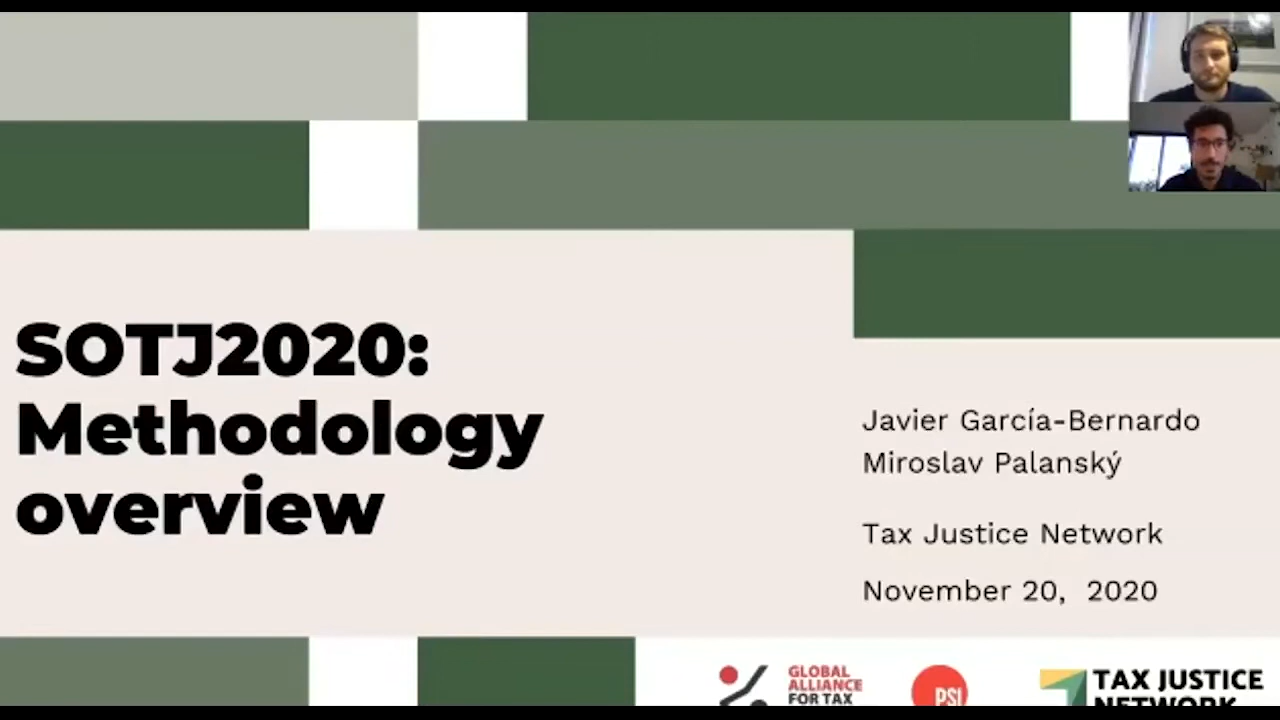 SOTJ2020:
Methodology
overview
Javier García-Bernardo
Miroslav Palanský
Tax Justice Network
November 20, 2020
GLOBAL
ALLIANCE
FOR TAX
PSI
TAX JUSTICE
NETWORK